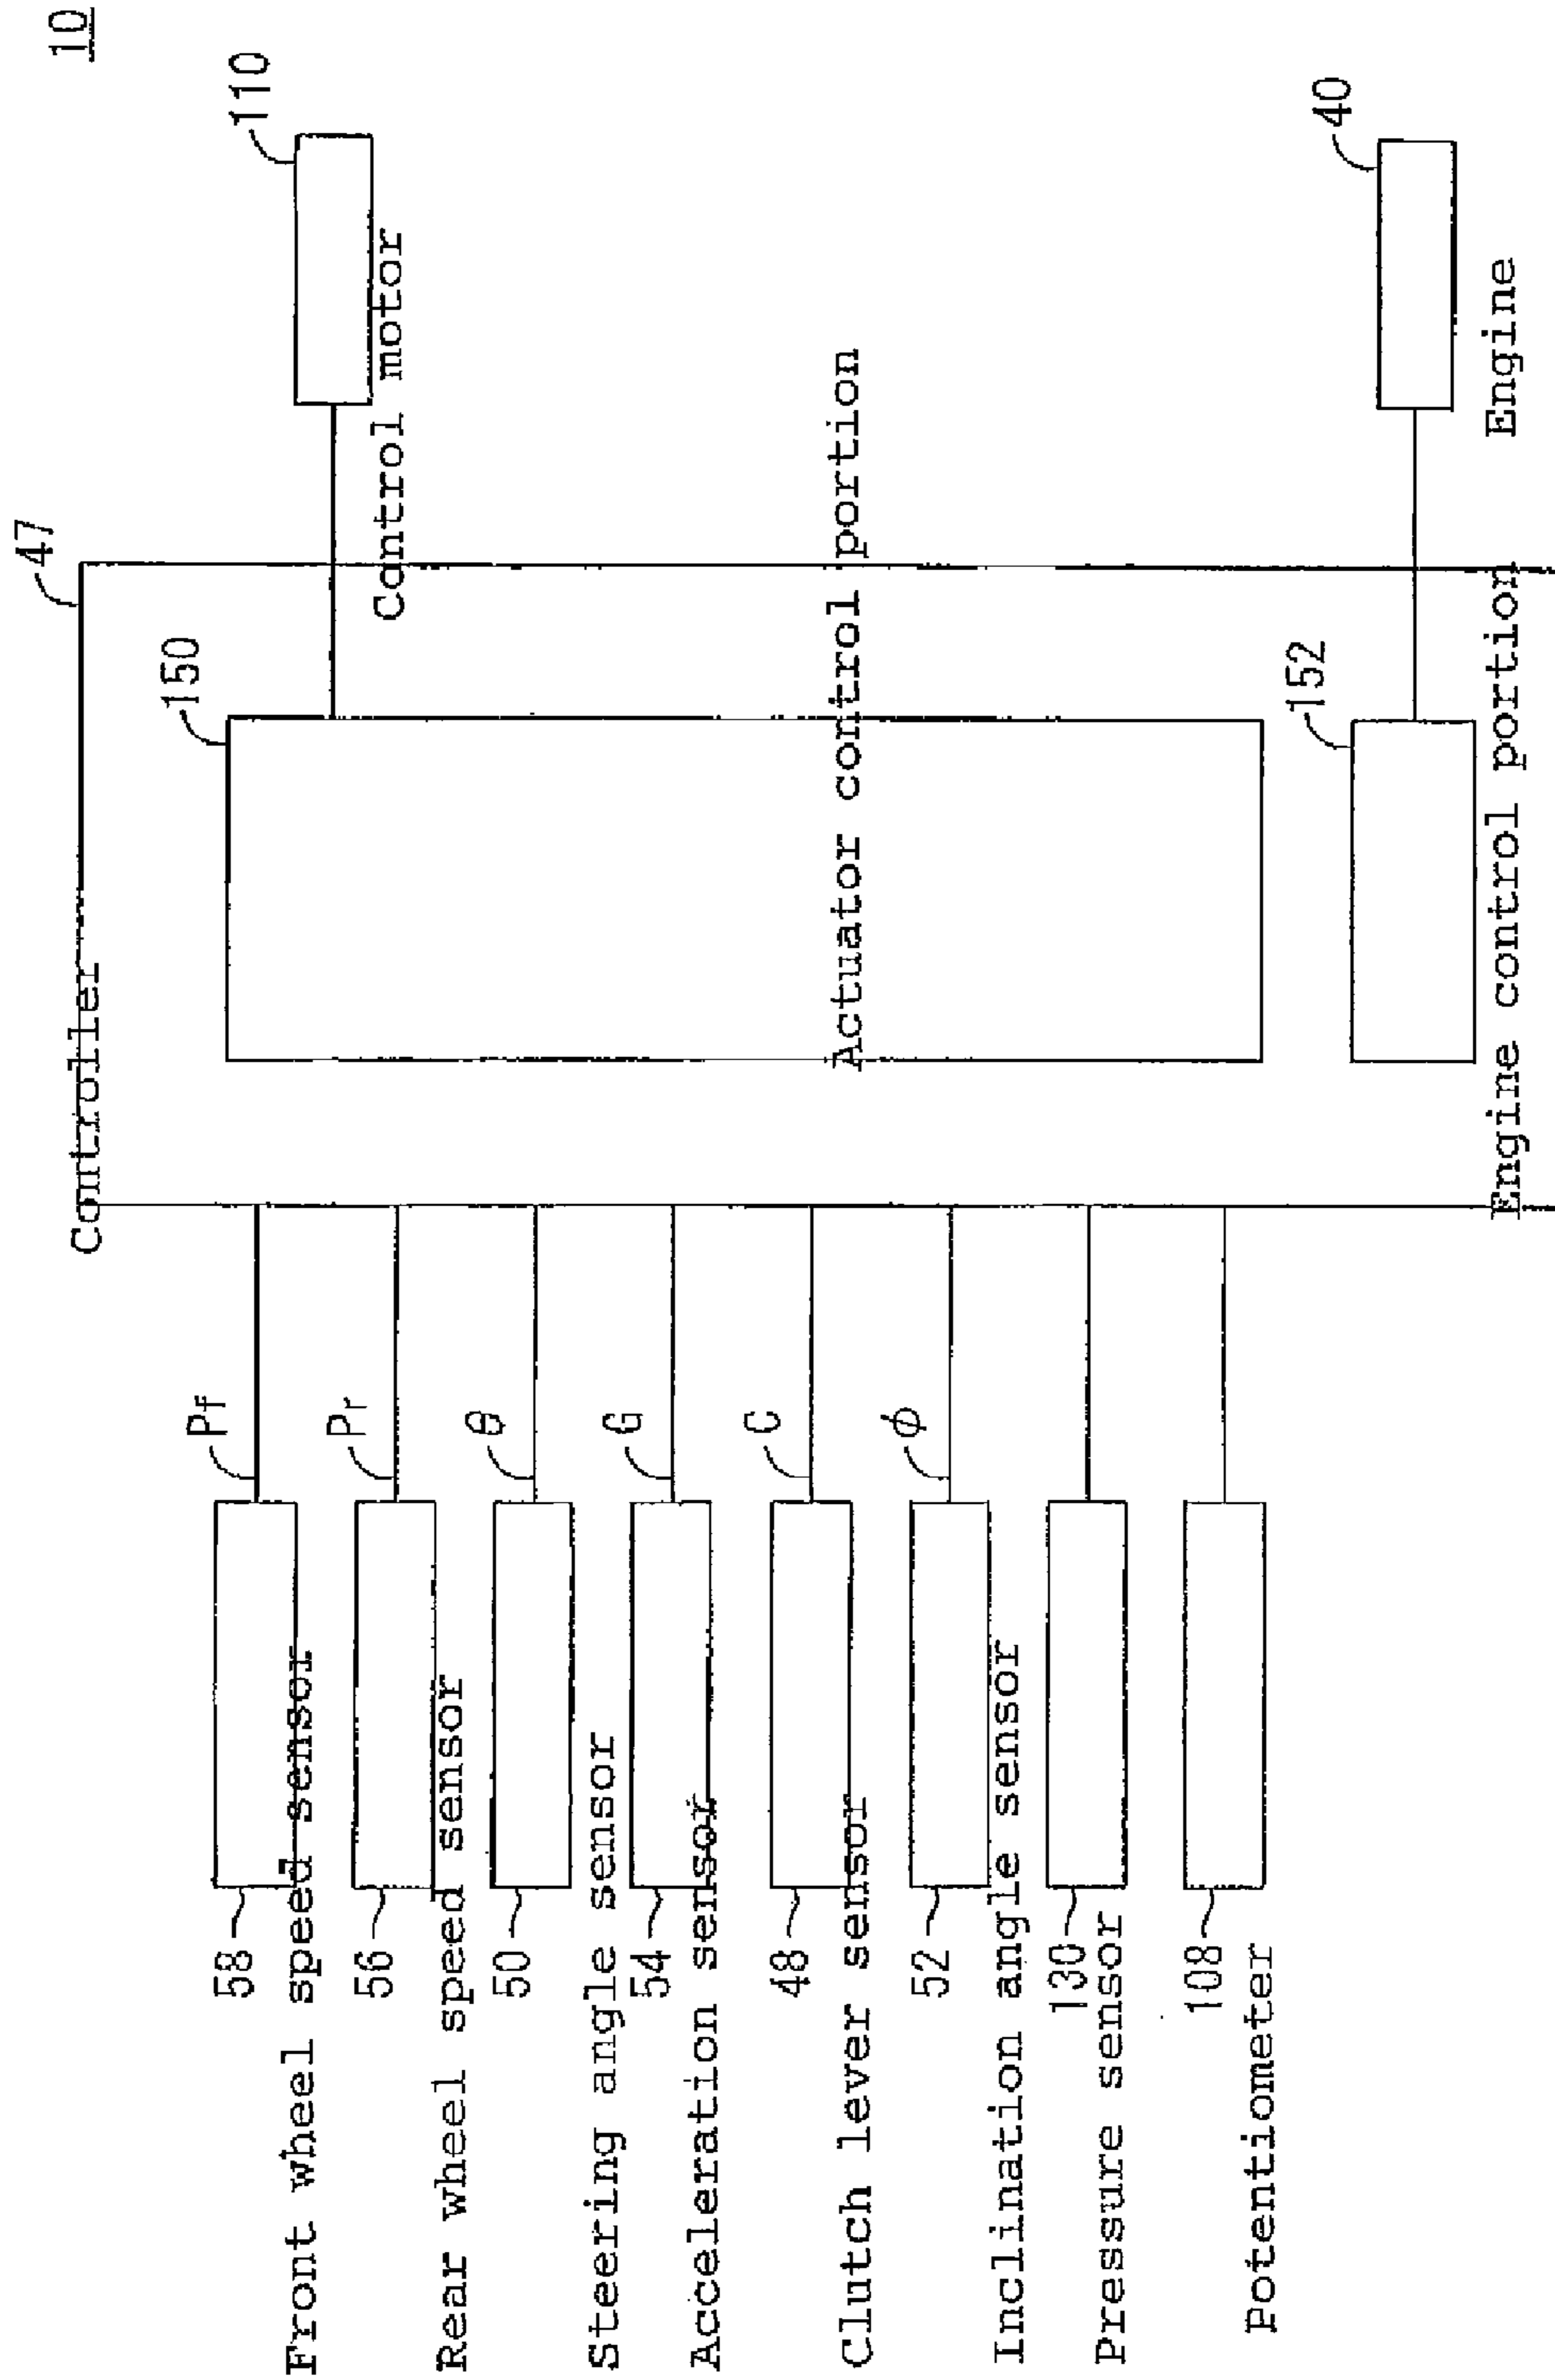 10
47
Controller
150
110
Control motor
Actuator control portion
152
40
Engine control portion
Engine
Pf
58
Front wheel speed sensor
Pr
56
Rear wheel speed sensor
θ
50
Steering angle sensor
G
54
Acceleration sensor
C
48
Clutch lever sensor
ϕ
52
Inclination angle sensor
130
Pressure sensor
108
Potentiometer